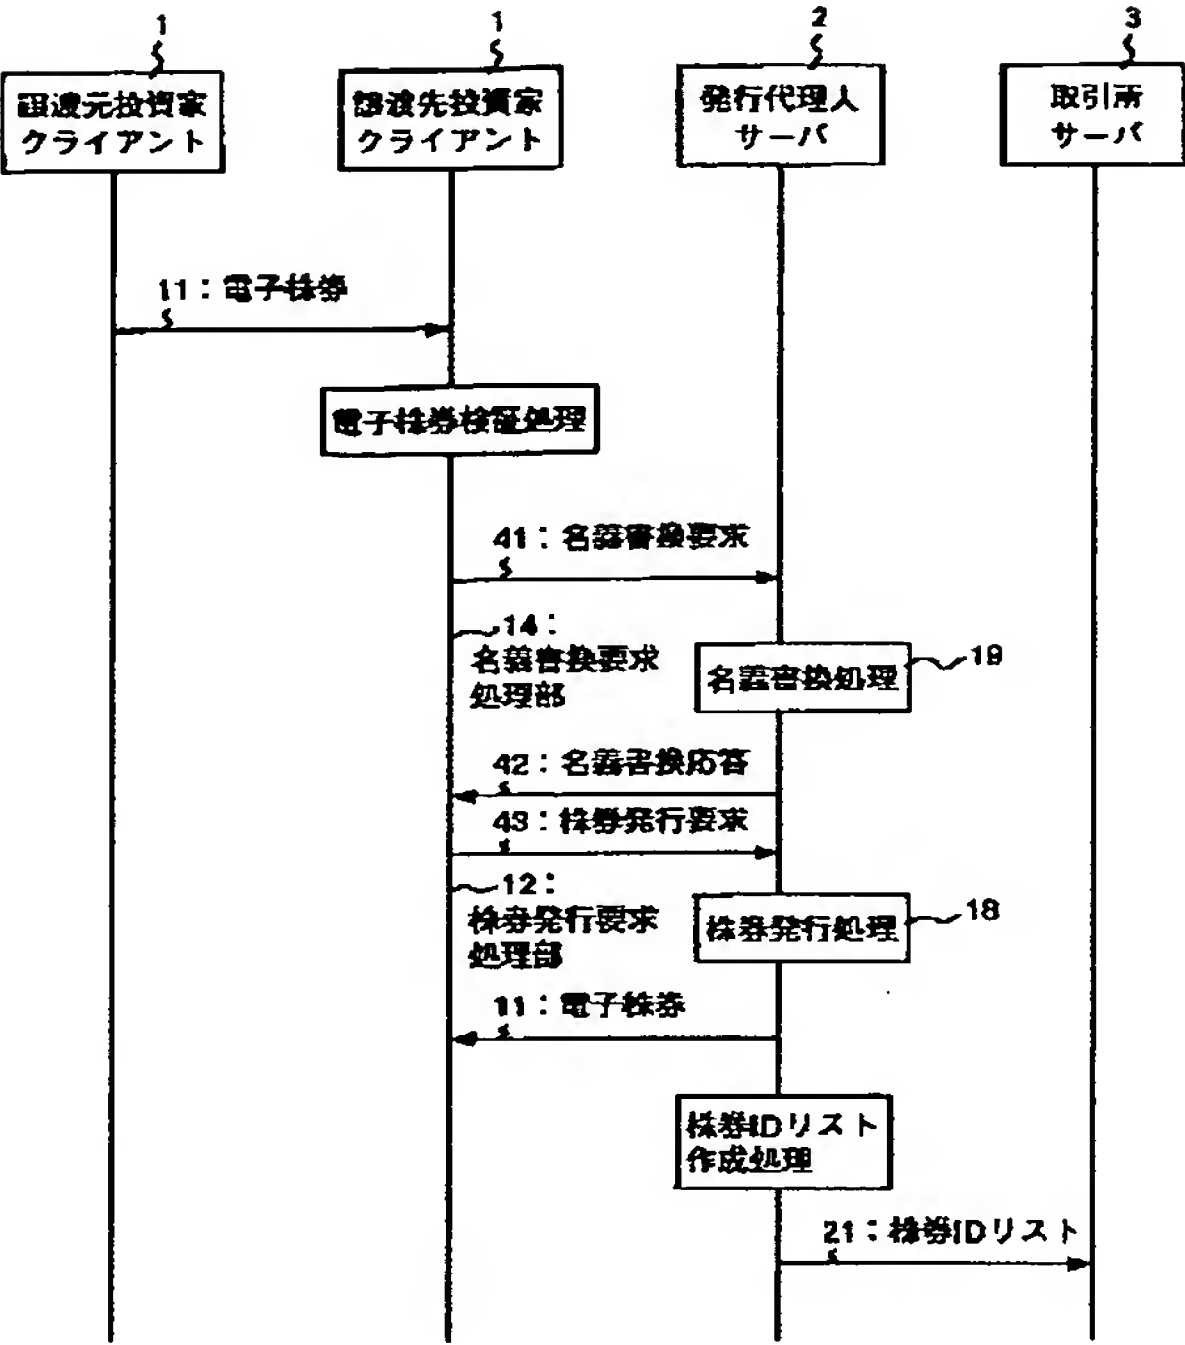 1
1
2
3
譲渡元投資家
クライアント
譲渡先投資家
クライアント
発行代理人
サーバ
取引所
サーバ
11：電子株券
電子株券検証処理
41：名義書換要求
14：
名義書換要求
処理部
名義書換処理
19
42：名義書換応答
43：株券発行要求
12：
株券発行要求
処理部
株券発行処理
18
11：電子株券
株券IDリスト
作成処理
21：株券IDリスト